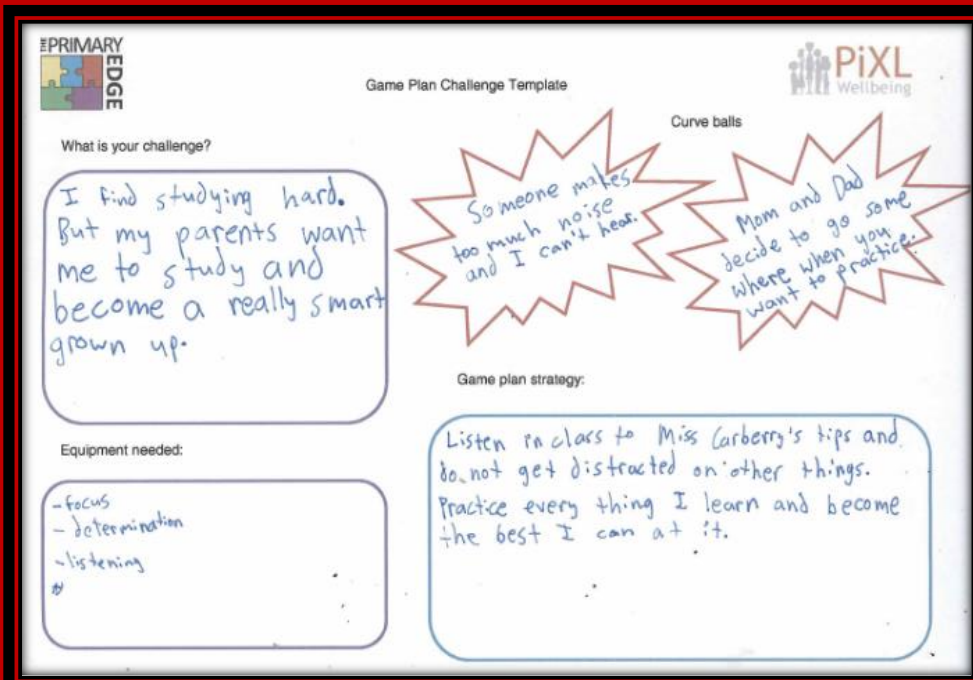 THE PRIMARY
EDGE
PiXL
Wellbeing
Game Plan Challenge Template
What is your challenge?
I find studying hard.
But my parents want
me to study and
become a really smart
grown up.
Curve balls
Someone makes
too much noise
and I can't hear.
Mom and Dad
decide to go some
where when you
want to practice.
Equipment needed:
-focus
- determination
-listening
Game plan strategy:
Listen in class to Miss Carberry's tips and
do not get distracted on other things.
Practice every thing I learn and become
the best I can at it.